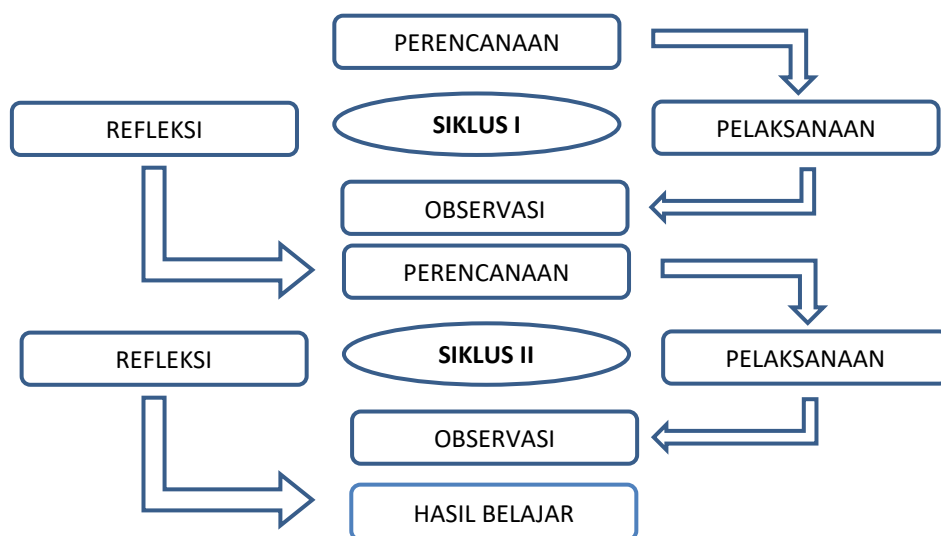 PERENCANAAN
REFLEKSI
SIKLUS I
PELAKSANAAN
OBSERVASI
PERENCANAAN
REFLEKSI
SIKLUS II
PELAKSANAAN
OBSERVASI
HASIL BELAJAR